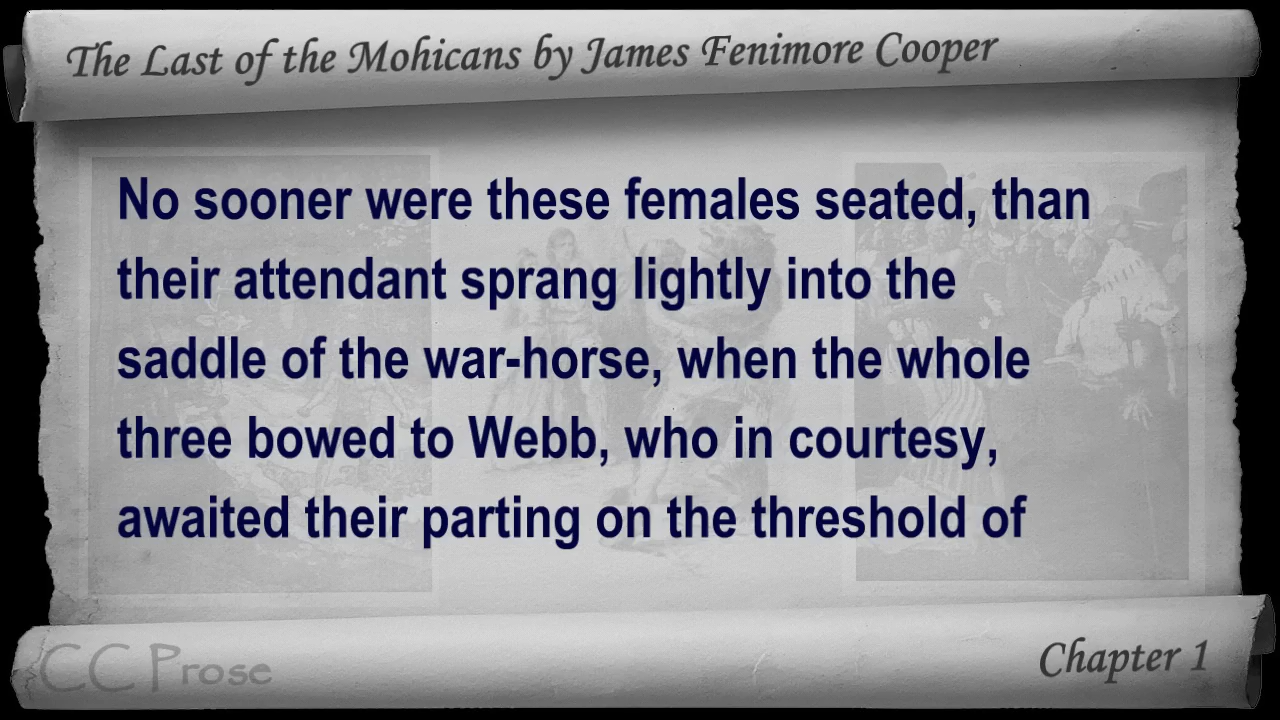 The Last of the Mohicans by James Fenimore Cooper
No sooner were these females seated, than
their attendant sprang lightly into the
saddle of the war-horse, when the whole
three bowed to Webb, who in courtesy,
awaited their parting on the threshold of
CC Prose
Chapter 1